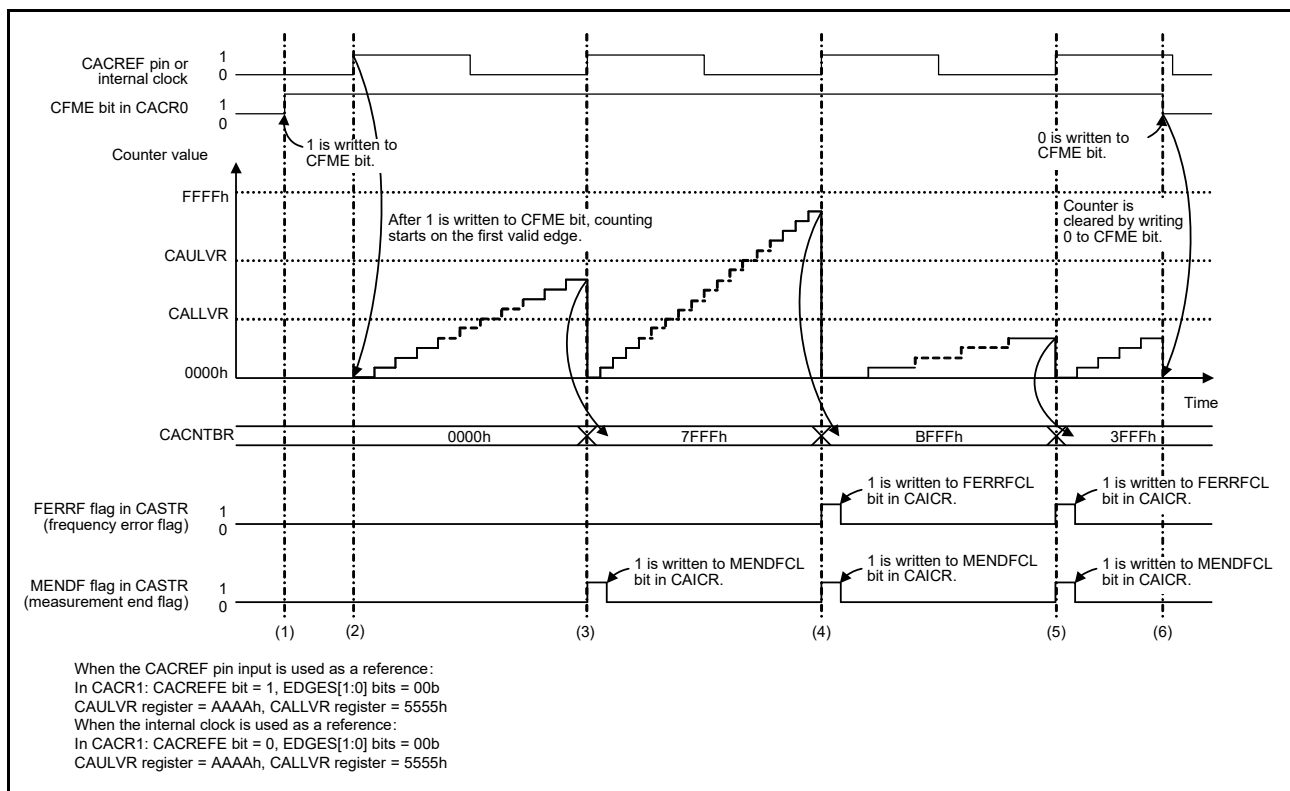 CACREF pin or
internal clock
1
0
CFME bit in CACR0
1
0
1 is written to
CFME bit.
0 is written to
CFME bit.
Counter value
FFFFh
After 1 is written to CFME bit, counting
starts on the first valid edge.
Counter is
cleared by writing
0 to CFME bit.
CAULVR
CALLVR
0000h
Time
CACNTBR
0000h
7FFFh
BFFFh
3FFFh
FERRF flag in CASTR
(frequency error flag)
1
0
1 is written to FERRFCL
bit in CAICR.
1 is written to FERRFCL
bit in CAICR.
MENDF flag in CASTR
(measurement end flag)
1
0
1 is written to MENDFCL
bit in CAICR.
1 is written to MENDFCL
bit in CAICR.
1 is written to MENDFCL
bit in CAICR.
(1)
(2)
(3)
(4)
(5)
(6)
When the CACREF pin input is used as a reference:
In CACR1: CACREFE bit = 1, EDGES[1:0] bits = 00b
CAULVR register = AAAAh, CALLVR register = 5555h
When the internal clock is used as a reference:
In CACR1: CACREFE bit = 0, EDGES[1:0] bits = 00b
CAULVR register = AAAAh, CALLVR register = 5555h